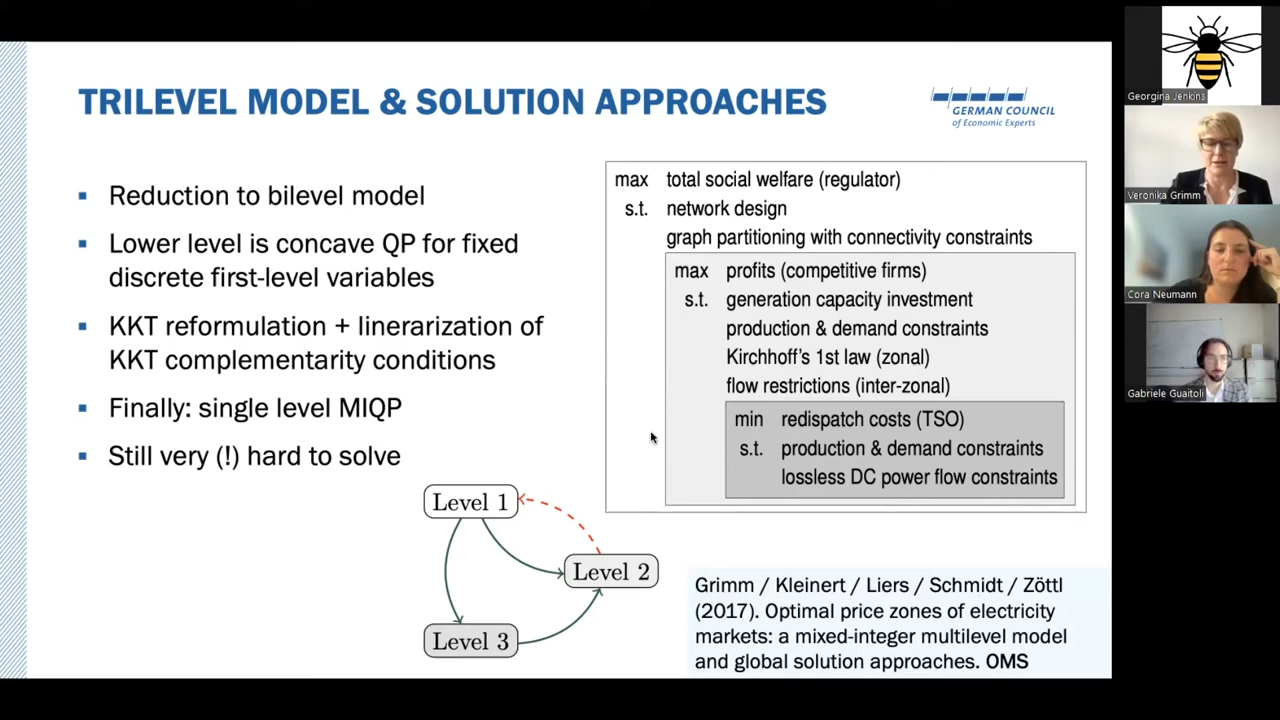 TRILEVEL MODEL & SOLUTION APPROACHES
GERMAN COUNCIL
of Economic Experts
▪ Reduction to bilevel model
▪ Lower level is concave QP for fixed
discrete first-level variables
▪ KKT reformulation + linerarization of
KKT complementarity conditions
▪ Finally: single level MIQP
▪ Still very (!) hard to solve
max total social welfare (regulator)
s.t. network design
graph partitioning with connectivity constraints
max profits (competitive firms)
s.t. generation capacity investment
production & demand constraints
Kirchhoff's 1st law (zonal)
flow restrictions (inter-zonal)
min redispatch costs (TSO)
s.t. production & demand constraints
lossless DC power flow constraints
Level 1
Level 2
Level 3
Grimm / Kleinert / Liers / Schmidt / Zöttl
(2017). Optimal price zones of electricity
markets: a mixed-integer multilevel model
and global solution approaches. OMS
Georgina Jenkins
Veronika Grimm
Cora Neumann
Gabriele Guaitoli